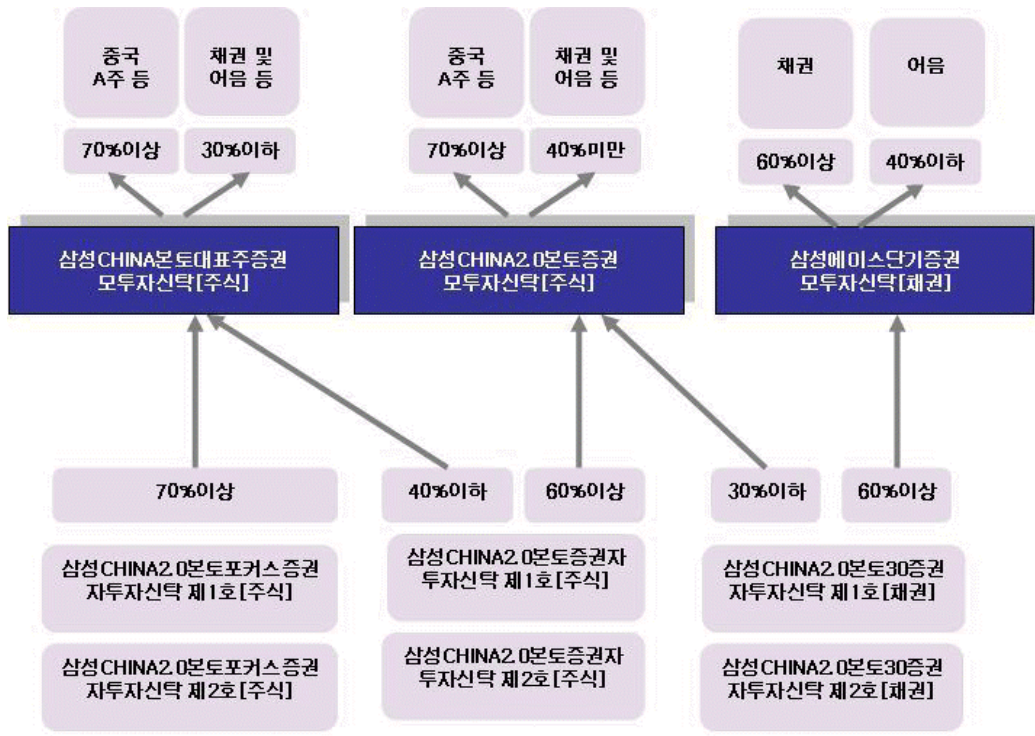 중국
A주 등
채권 및
어음 등
중국
A주 등
채권 및
어음 등
채권
어음
70%이상
30%이하
70%이상
40%미만
60%이상
40%이하
삼성CHINA본토대표주증권
모투자신탁[주식]
삼성CHINA2.0본토증권
모투자신탁[주식]
삼성에이스단기증권
모투자신탁[채권]
70%이상
40%이하
60%이상
30%이하
60%이상
삼성CHINA2.0본토포커스증권
자투자신탁 제1호[주식]
삼성CHINA2.0본토증권자
투자신탁 제1호[주식]
삼성CHINA2.0본토30증권
자투자신탁 제1호[채권]
삼성CHINA2.0본토포커스증권
자투자신탁 제2호[주식]
삼성CHINA2.0본토증권자
투자신탁 제2호[주식]
삼성CHINA2.0본토30증권
자투자신탁 제2호[채권]